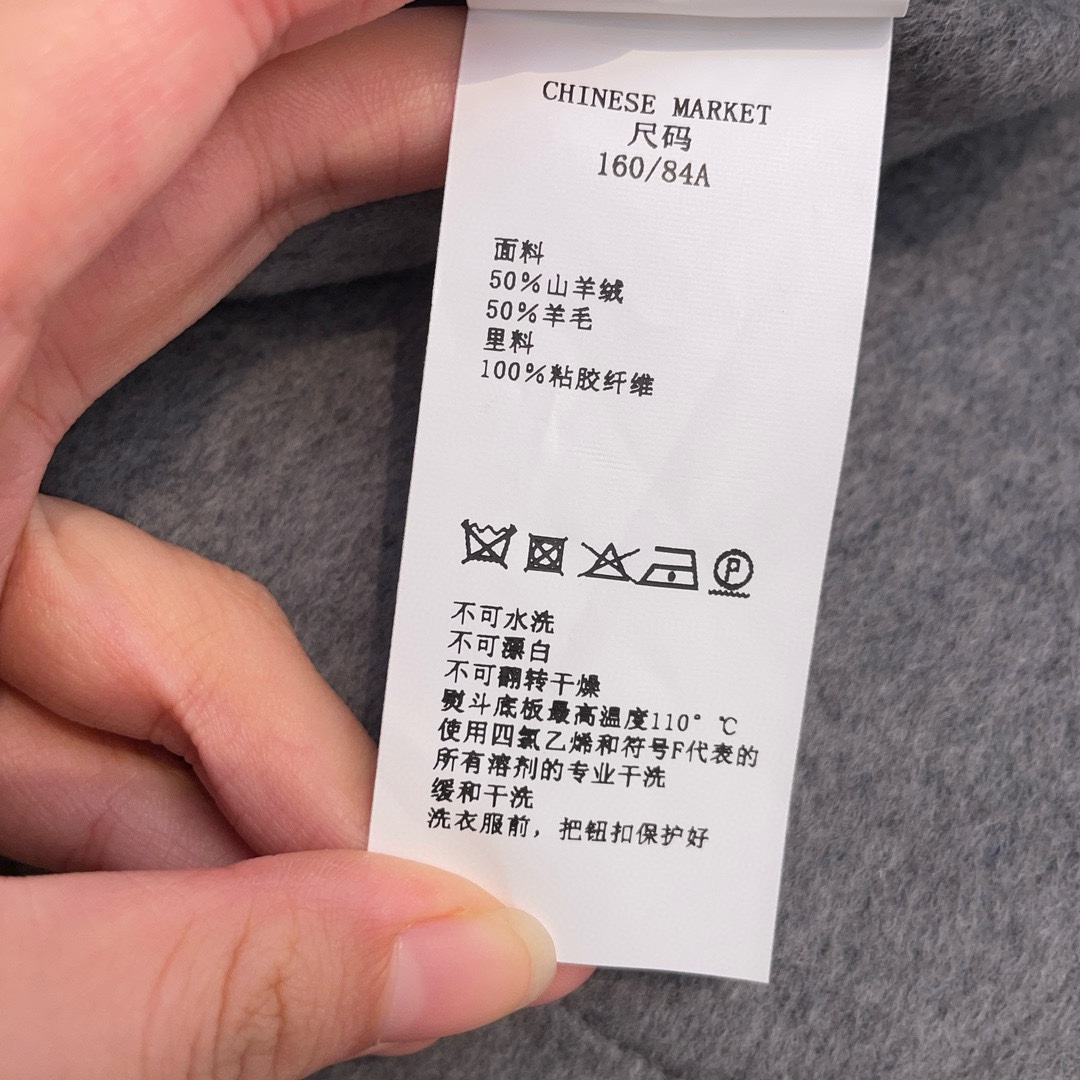 CHINESE MARKET
尺码
160/84A
面料
50%山羊绒
50%羊毛
里料
100%粘胶纤维
P
不可水洗
不可漂白
不可翻转干燥
熨斗底板最高温度110°℃
使用四氯乙烯和符号F代表的
所有溶剂的专业干洗
缓和干洗
洗衣服前，把钮扣保护好